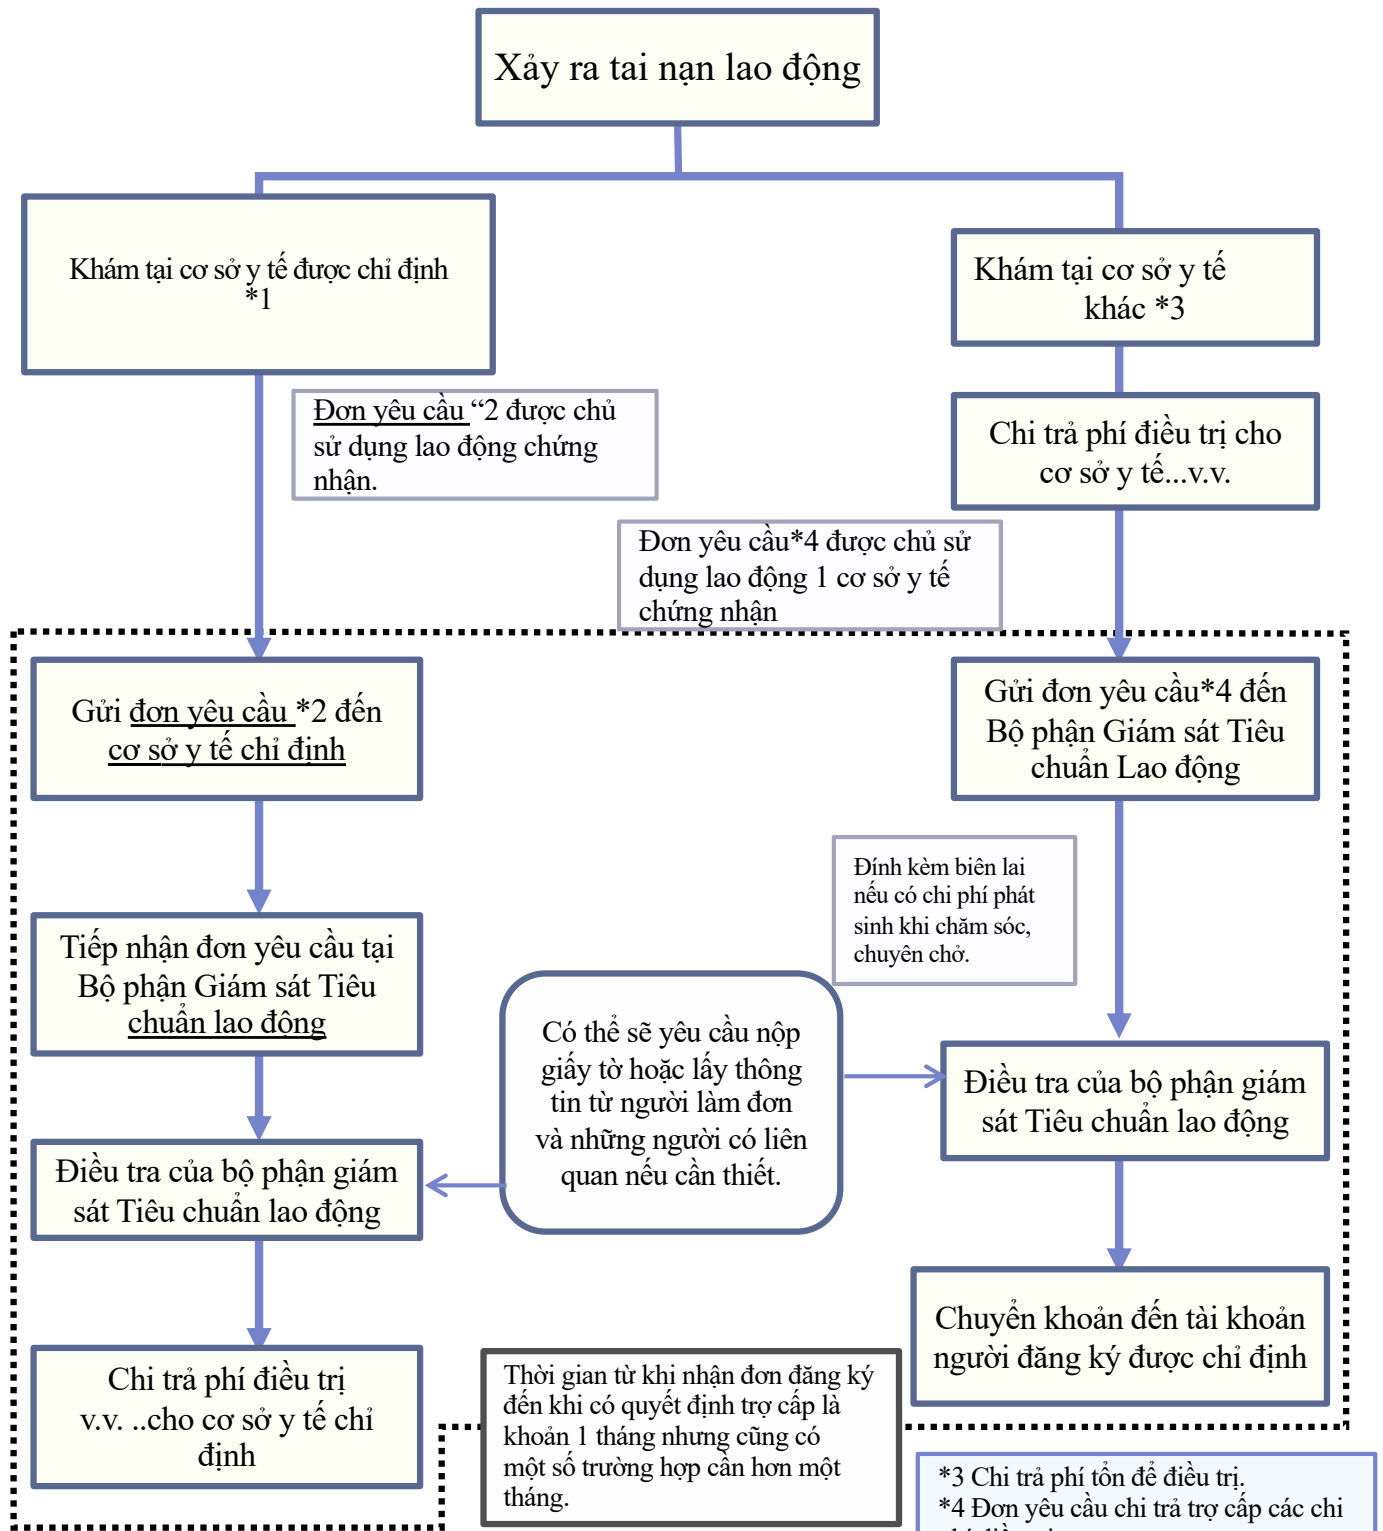 Xảy ra tai nạn lao động
Khám tại cơ sở y tế được chỉ định
*1
Khám tại cơ sở y tế
khác *3
Đơn yêu cầu “2 được chủ
sử dụng lao động chứng
nhận.
Chi trả phí điều trị cho
cơ sở y tế...v.v.
Đơn yêu cầu*4 được chủ sử
dụng lao động 1 cơ sở y tế
chứng nhận
Gửi đơn yêu cầu *2 đến
cơ sở y tế chỉ định
Gửi đơn yêu cầu*4 đến
Bộ phận Giám sát Tiêu
chuẩn Lao động
Đính kèm biên lai
nếu có chi phí phát
sinh khi chăm sóc,
chuyên chở.
Tiếp nhận đơn yêu cầu tại
Bộ phận Giám sát Tiêu
chuẩn lao động
Có thể sẽ yêu cầu nộp
giấy tờ hoặc lấy thông
tin từ người làm đơn
và những người có liên
quan nếu cần thiết.
Điều tra của bộ phận giám
sát Tiêu chuẩn lao động
Điều tra của bộ phận giám
sát Tiêu chuẩn lao động
Chuyển khoản đến tài khoản
người đăng ký được chỉ định
Chi trả phí điều trị
v.v. ..cho cơ sở y tế chỉ
định
Thời gian từ khi nhận đơn đăng ký
đến khi có quyết định trợ cấp là
khoản 1 tháng nhưng cũng có
một số trường hợp cần hơn một
tháng.
*3 Chi trả phí tổn để điều trị.
*4 Đơn yêu cầu chi trả trợ cấp các chi